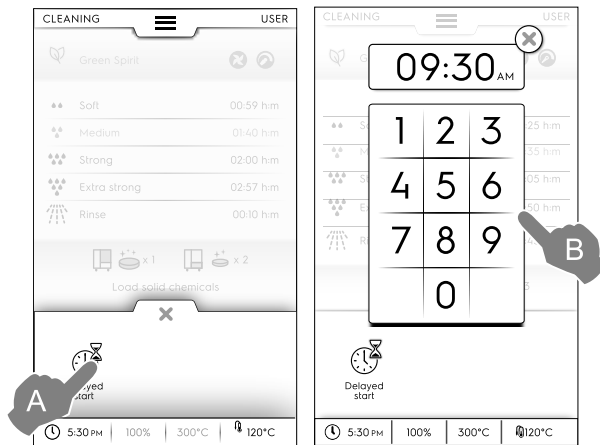 CLEANING USER
Green Spirit
Soft 00:59 h:m
Medium 01:40 h:m
Strong 02:00 h:m
Extra strong 02:57 h:m
Rinse 00:10 h:m
x 1 x 2
Load solid chemicals
start
A
5:30 PM 100% 300°C 120°C
CLEANING USER
09:30 AM
1 2 3
4 5 6
7 8 9
0
B
Delayed
start
5:30 PM 100% 300°C 120°C